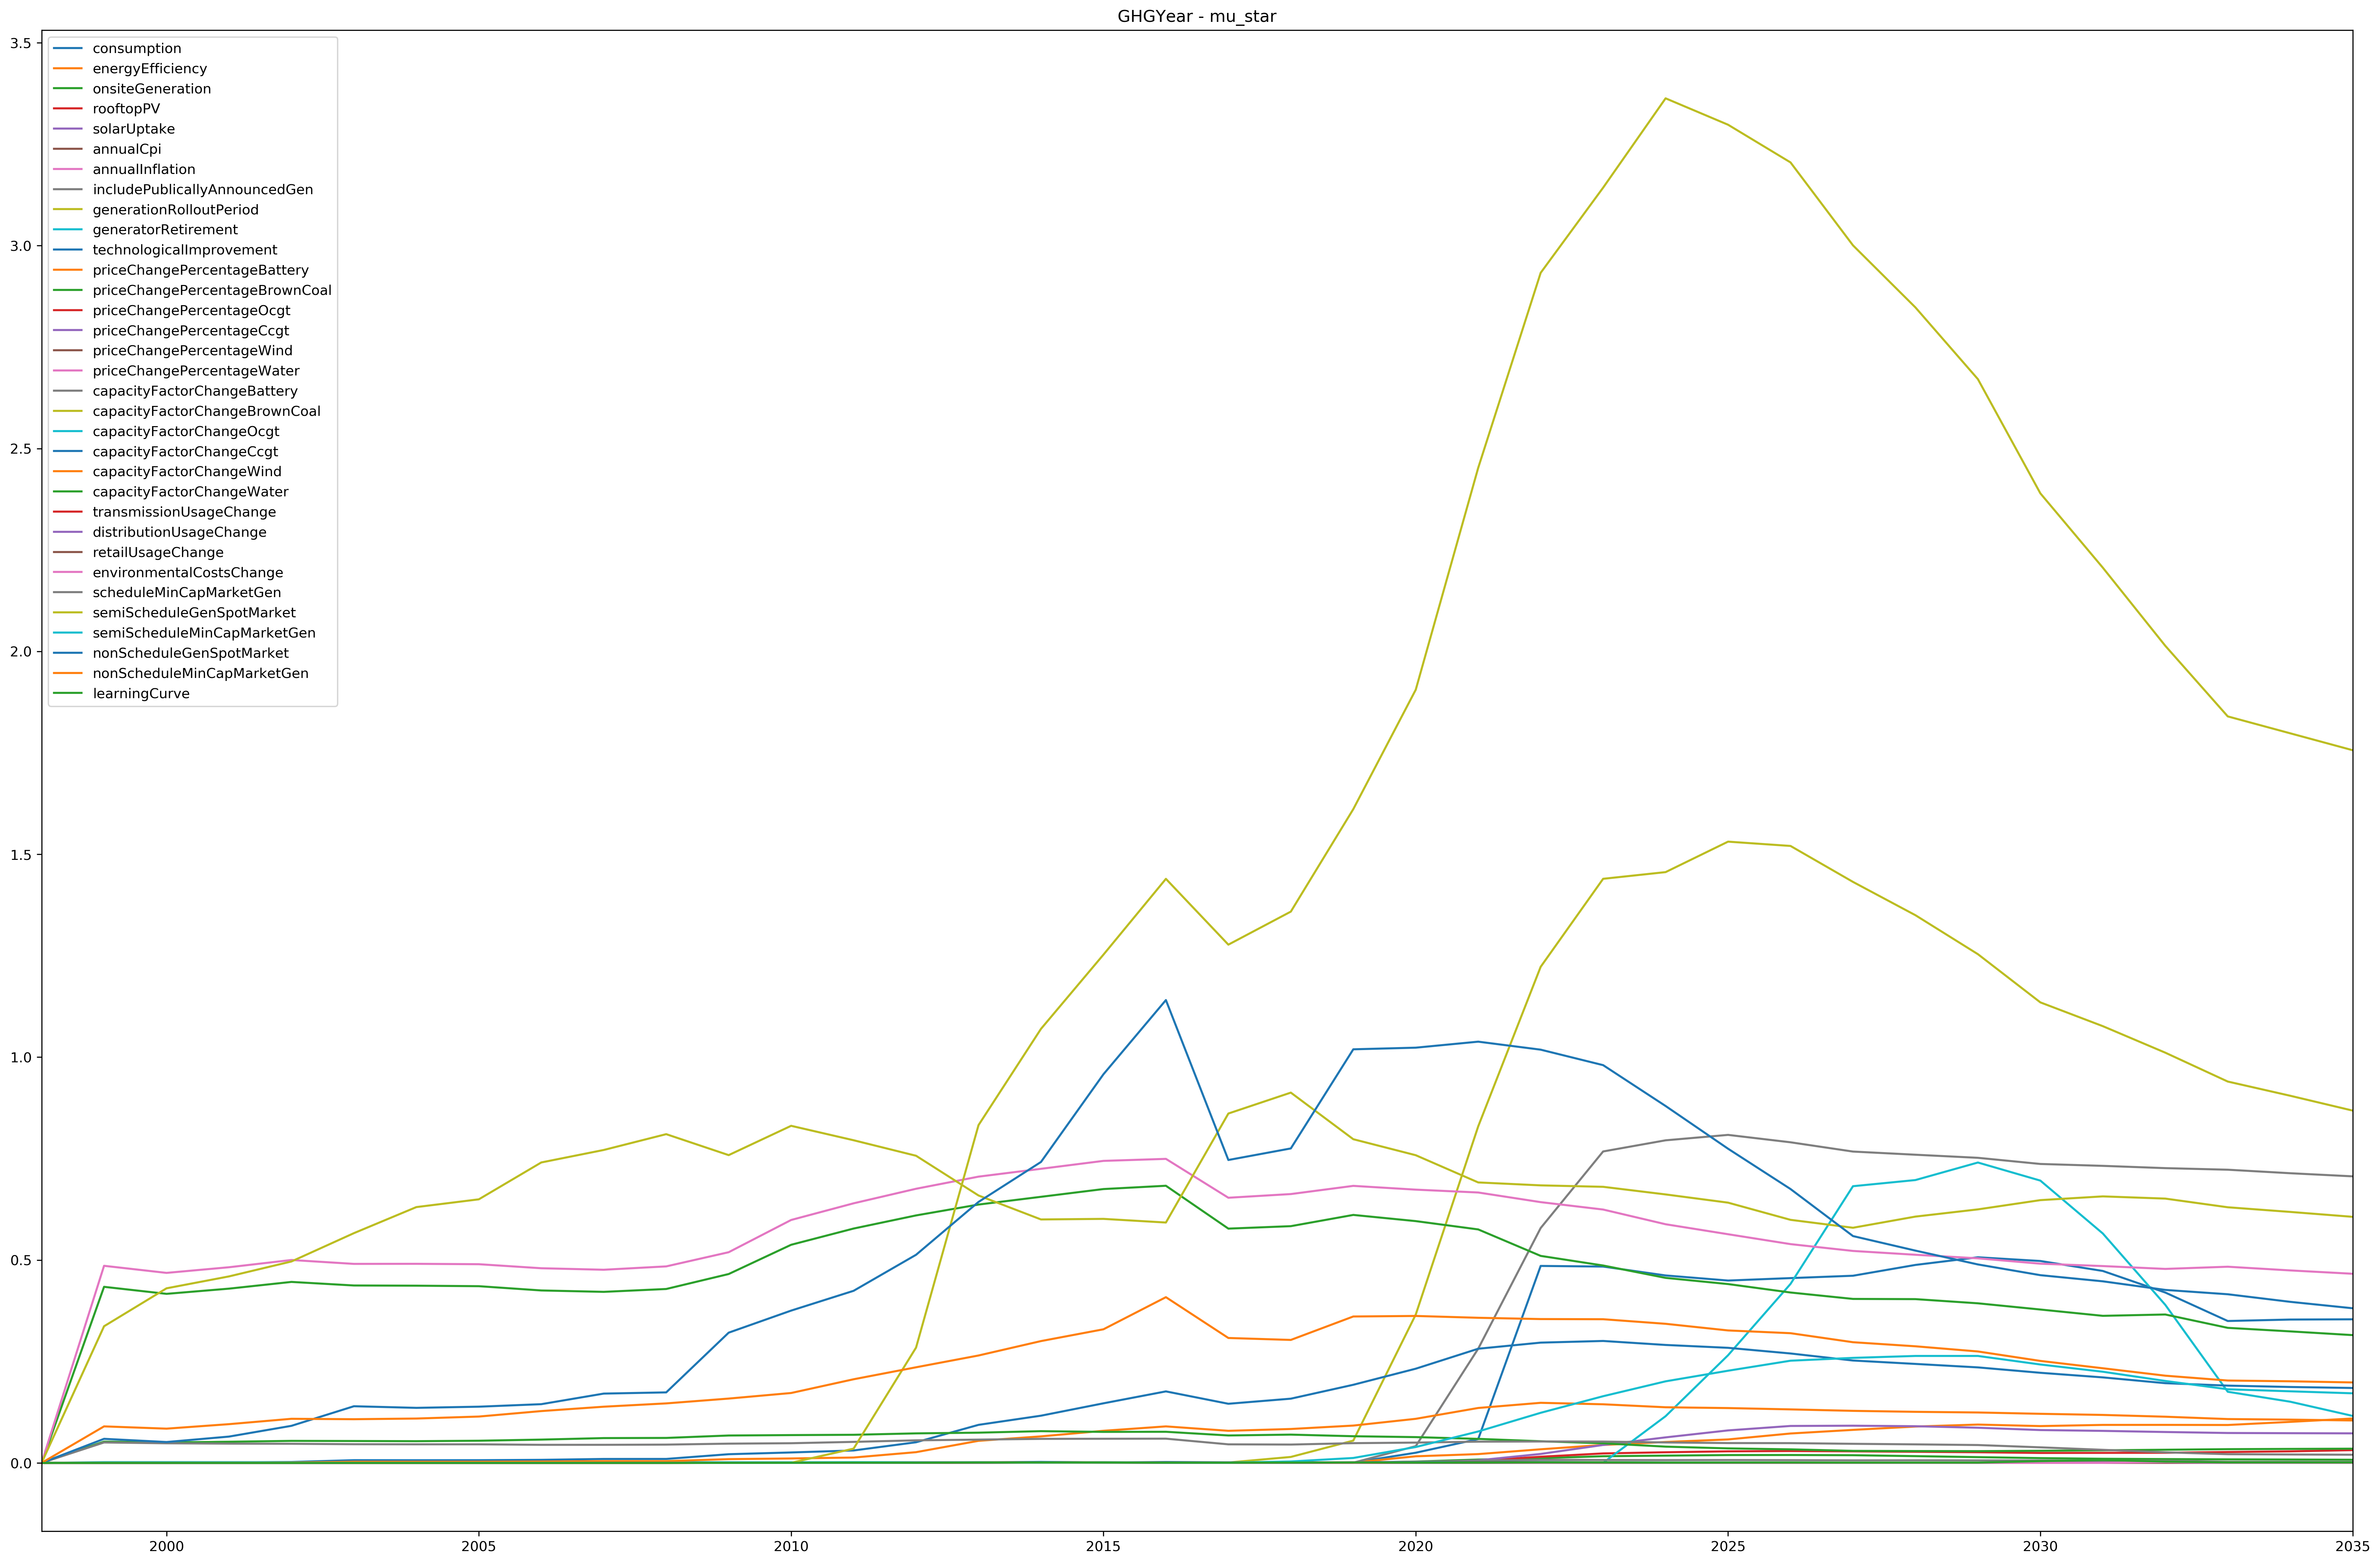 GHGYear - mu_star
3.5
3.0
2.5
2.0
1.5
1.0
0.5
0.0
consumption
energyEfficiency
onsiteGeneration
rooftopPV
solarUptake
annualCpi
annualInflation
includePublicallyAnnouncedGen
generationRolloutPeriod
generatorRetirement
technologicalImprovement
priceChangePercentageBattery
priceChangePercentageBrownCoal
priceChangePercentageOcgt
priceChangePercentageCcgt
priceChangePercentageWind
priceChangePercentageWater
capacityFactorChangeBattery
capacityFactorChangeBrownCoal
capacityFactorChangeOcgt
capacityFactorChangeCcgt
capacityFactorChangeWind
capacityFactorChangeWater
transmissionUsageChange
distributionUsageChange
retailUsageChange
environmentalCostsChange
scheduleMinCapMarketGen
semiScheduleGenSpotMarket
semiScheduleMinCapMarketGen
nonScheduleGenSpotMarket
nonScheduleMinCapMarketGen
learningCurve
2000 2005 2010 2015 2020 2025 2030 2035